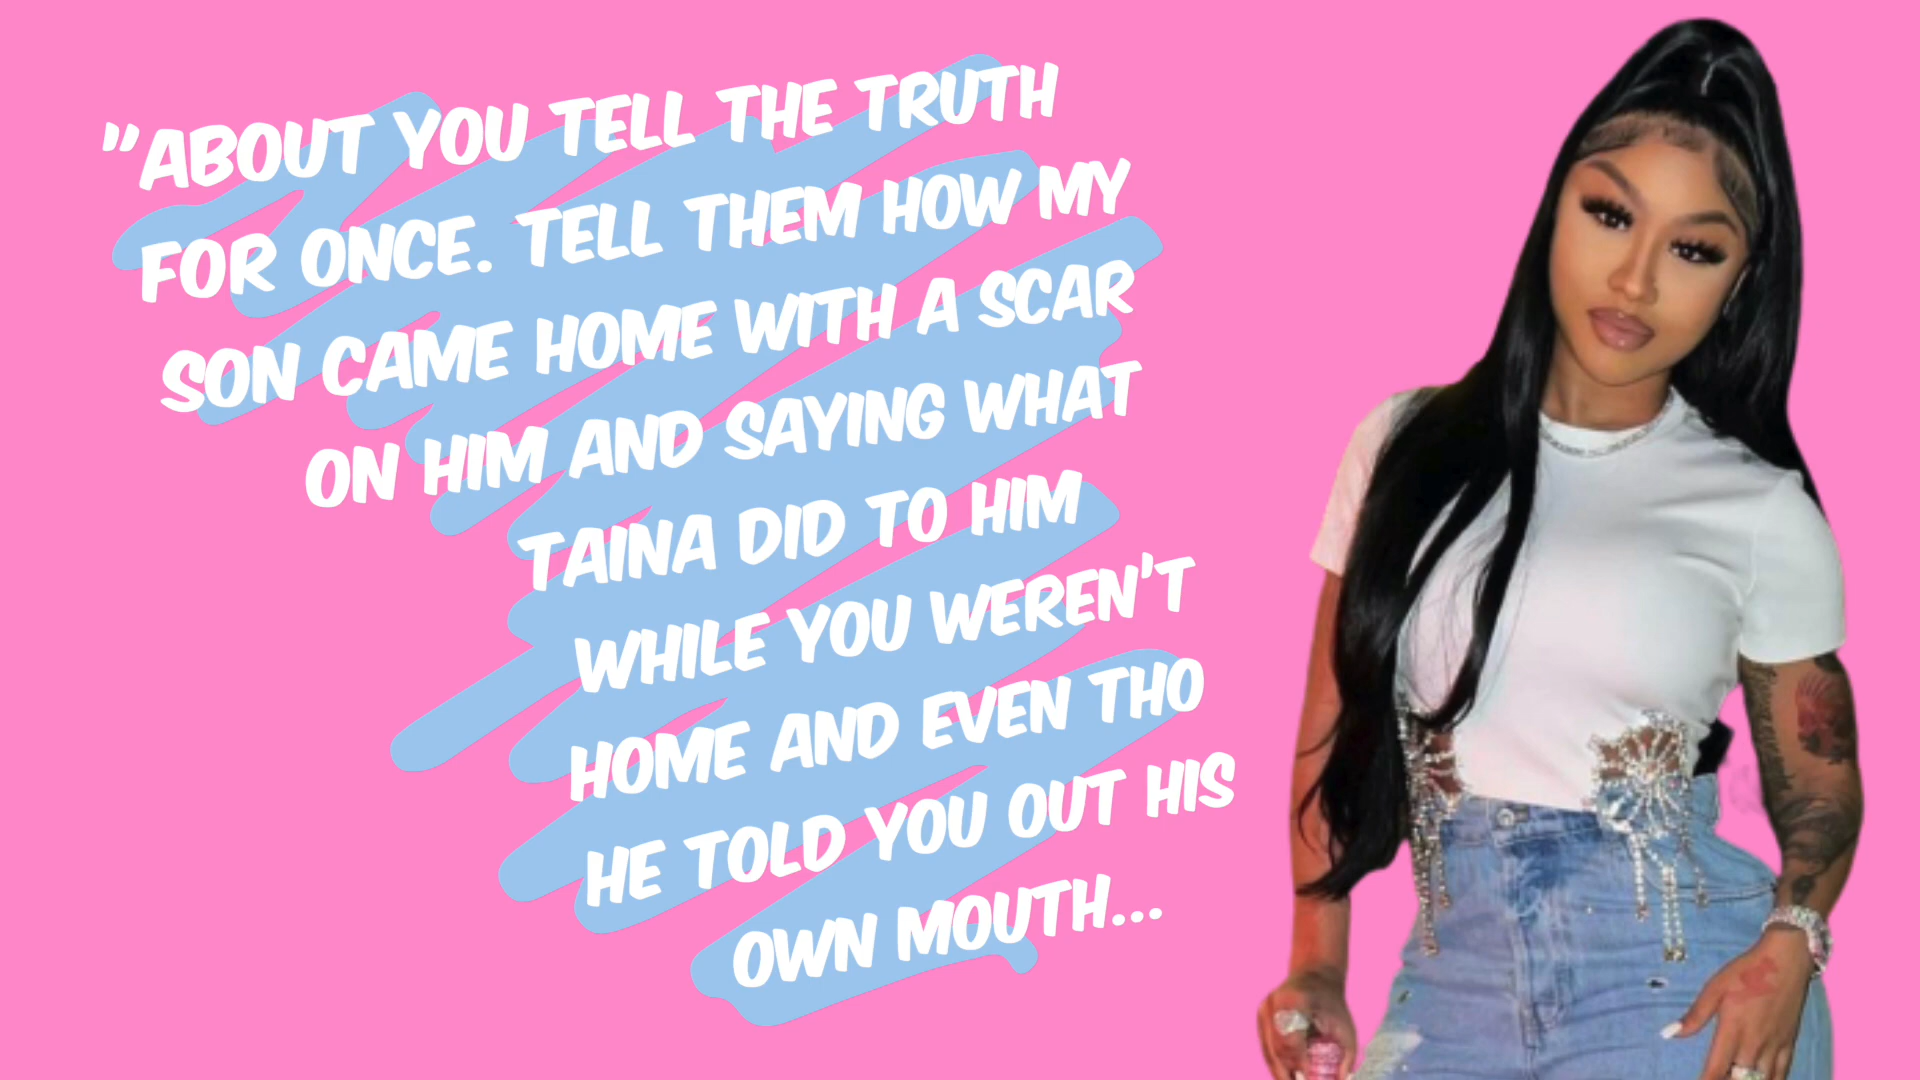 "ABOUT YOU TELL THE TRUTH
FOR ONCE. TELL THEM HOW MY
SON CAME HOME WITH A SCAR
ON HIM AND SAYING WHAT
TAINA DID TO HIM
WHILE YOU WEREN'T
HOME AND EVEN THO
HE TOLD YOU OUT HIS
OWN MOUTH...